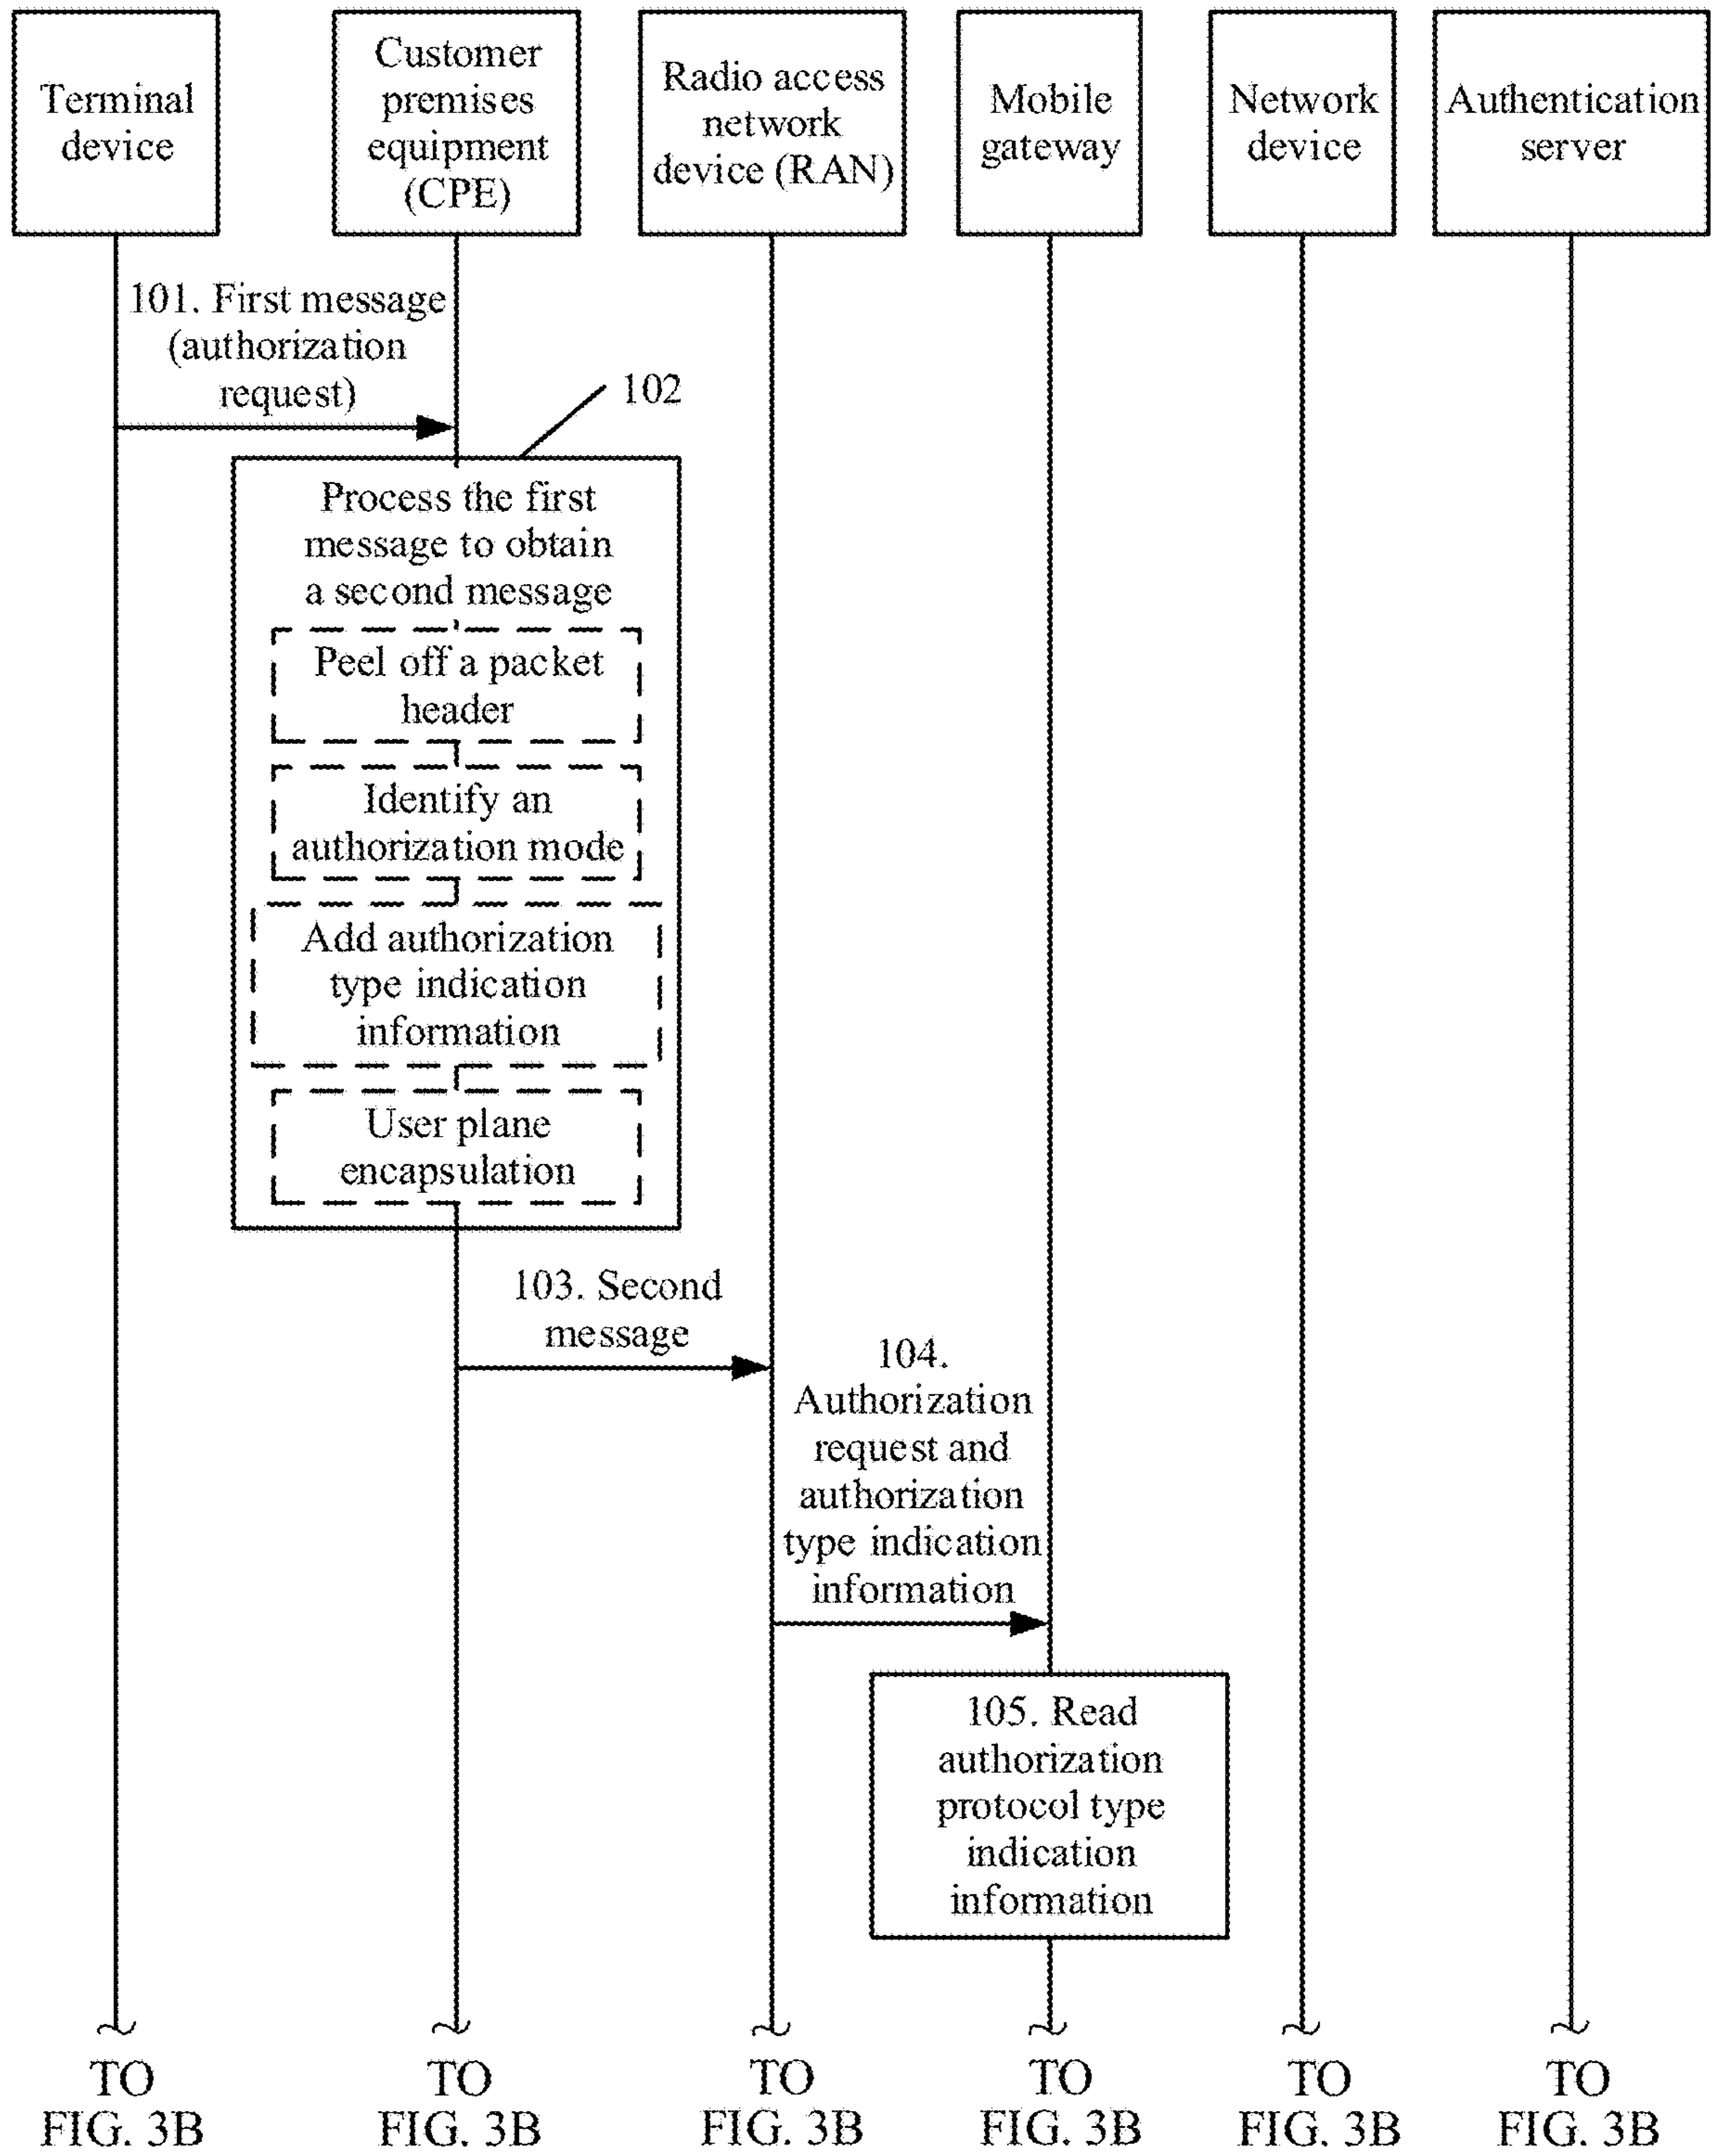 Terminal
device
Customer
premises
equipment
(CPE)
Radio access
network
device (RAN)
Mobile
gateway
Network
device
Authentication
server
101. First message
(authorization
request)
102
Process the first
message to obtain
a second message
Peel off a packet
header
Identify an
authorization mode
Add authorization
type indication
information
User plane
encapsulation
103. Second
message
104.
Authorization
request and
authorization
type indication
information
105. Read
authorization
protocol type
indication
information
TO
FIG. 3B
TO
FIG. 3B
TO
FIG. 3B
TO
FIG. 3B
TO
FIG. 3B
TO
FIG. 3B